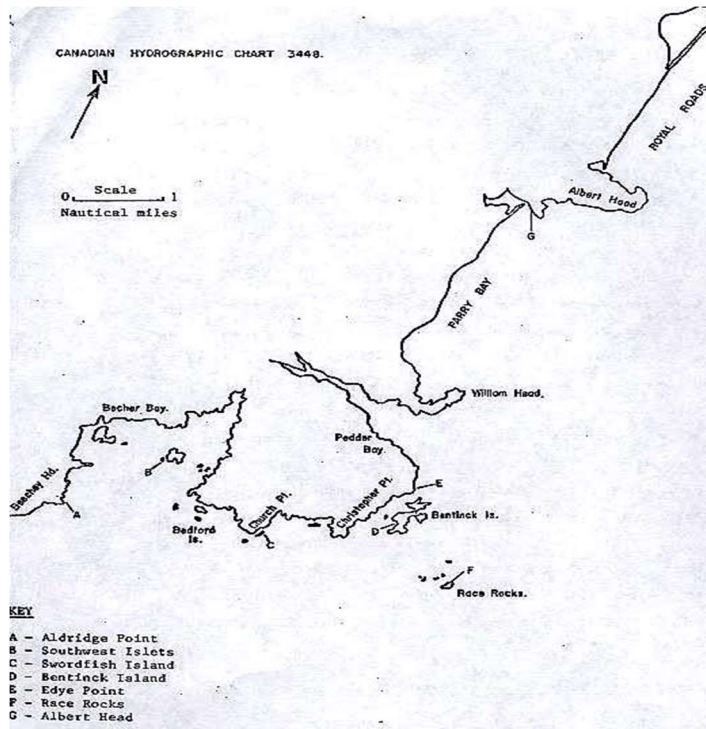 CANADIAN HYDROGRAPHIC CHART 3448.
N
ROYAL ROADS
Scale
0 1
Nautical miles
Albert Head
G
PARRY BAY
William Head.
Becher Bay.
Pedder
Bay.
B
Beechey Hd.
E
Church Pt.
Christopher Pt.
A
Bedford
Is.
Bentinck Is.
D
C
F
Race Rocks.
KEY
A - Aldridge Point
B - Southwest Islets
C - Swordfish Island
D - Bentinck Island
E - Edye Point
F - Race Rocks
G - Albert Head